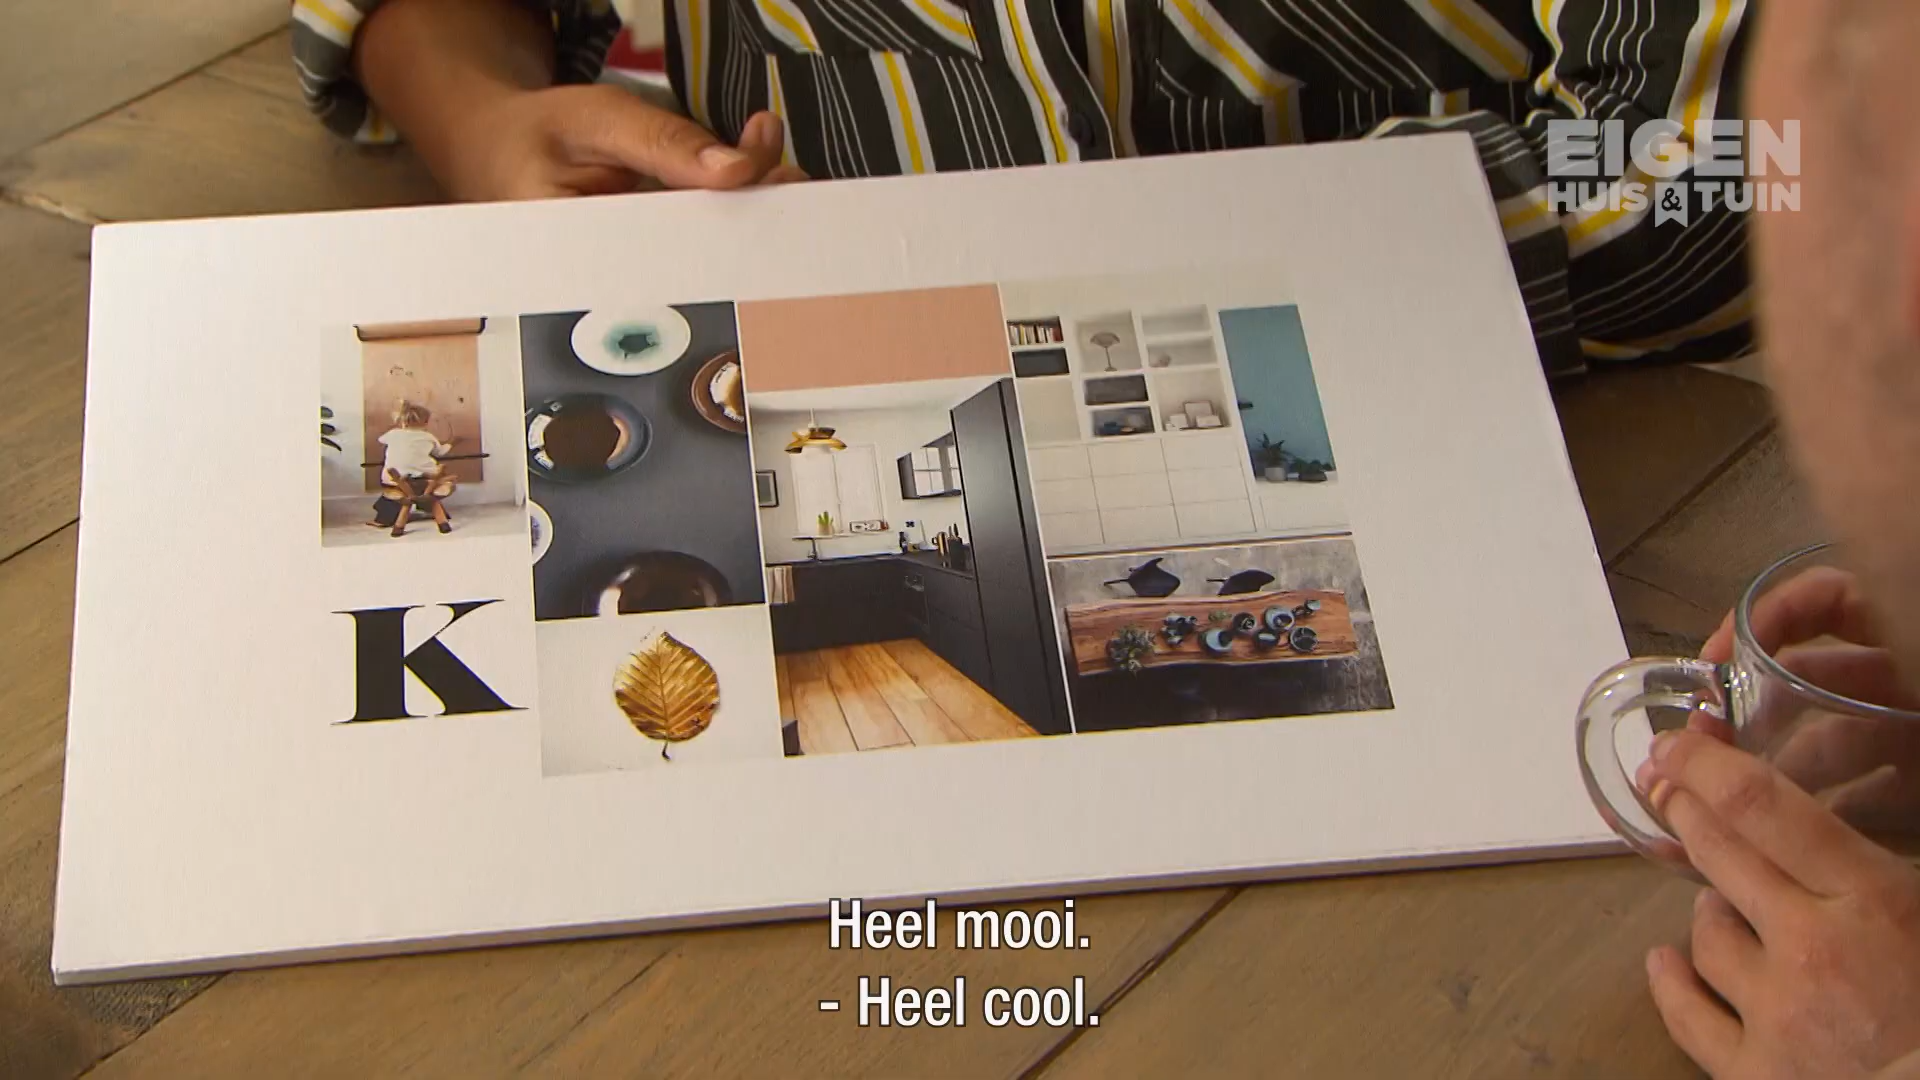 EIGEN
HUIS & TUIN
K
Heel mooi.
- Heel cool.